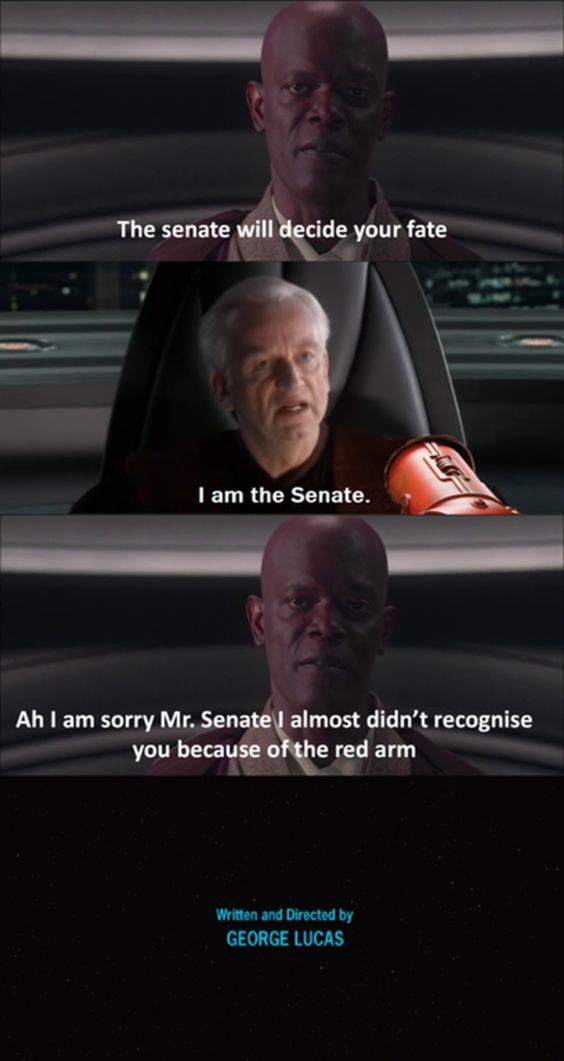 The senate will decide your fate
I am the Senate.
Ah I am sorry Mr. Senate I almost didn't recognise
you because of the red arm
Written and Directed by
GEORGE LUCAS